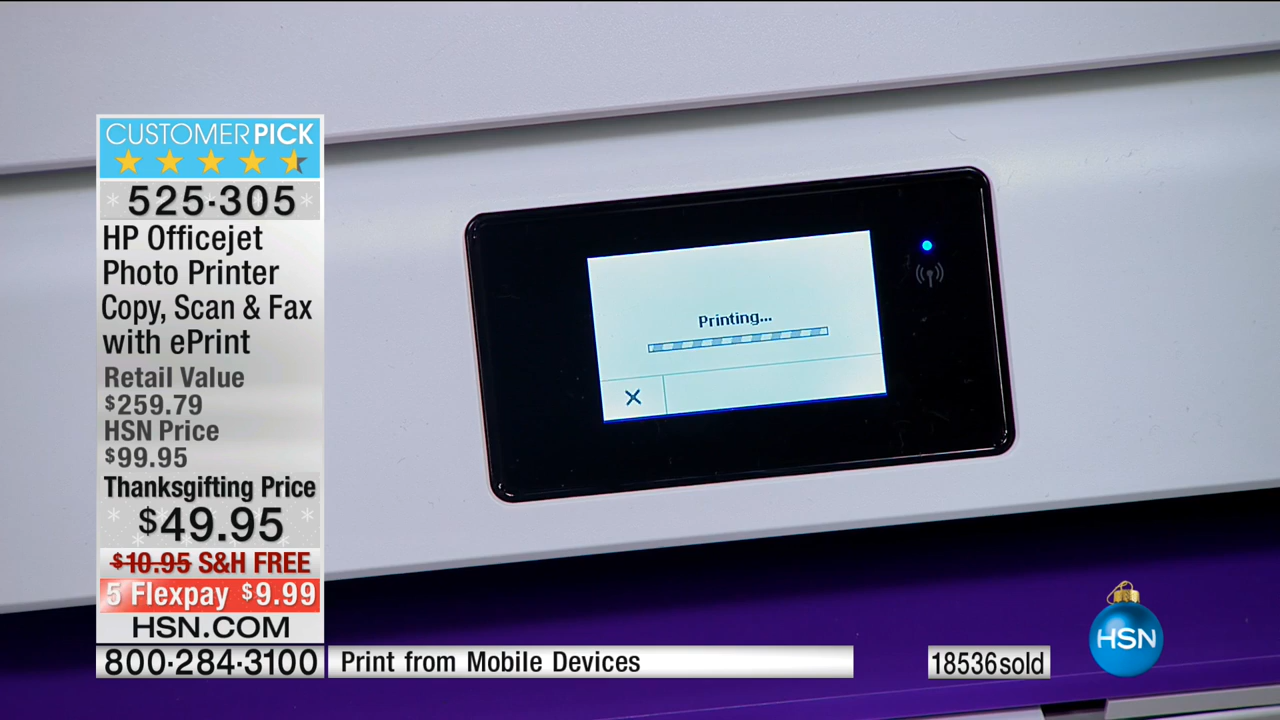 CUSTOMERPICK
525·305
HP Officejet
Photo Printer
Copy, Scan & Fax
with ePrint
Retail Value
$259.79
HSN Price
$99.95
Thanksgifting Price
$49.95
$10.95 S&H FREE
5 Flexpay $9.99
HSN.COM
800·284·3100
Print from Mobile Devices
18536sold
Printing...
HSN